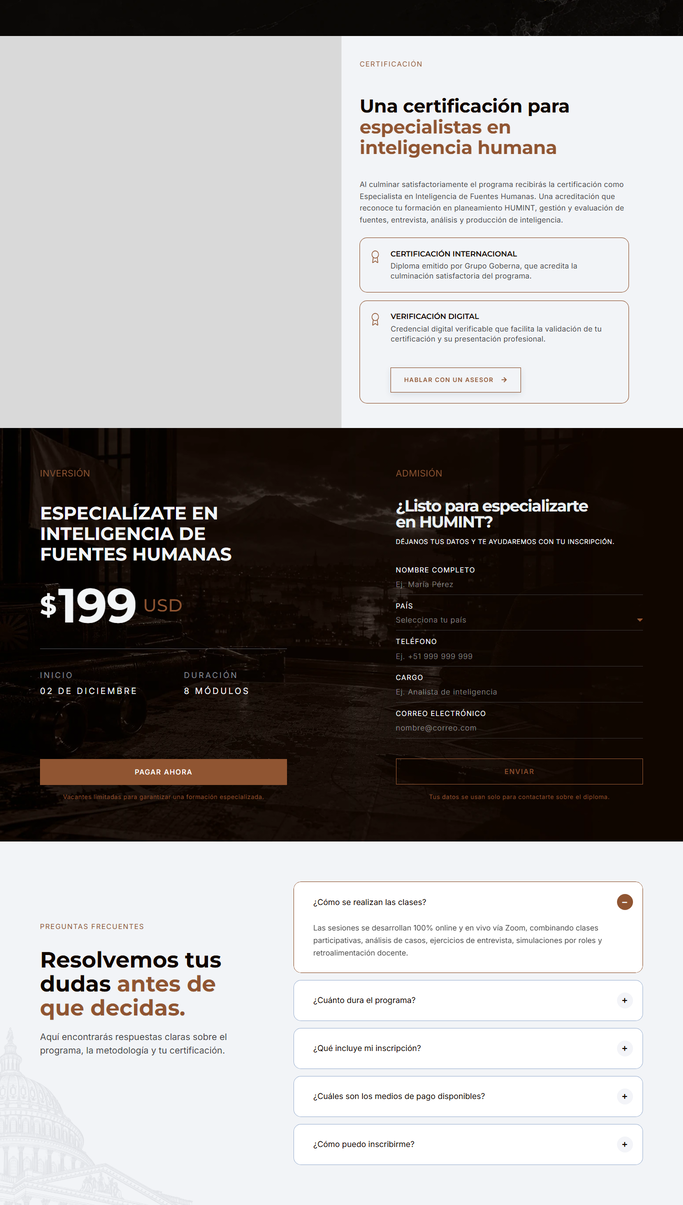 CERTIFICACIÓN
Una certificación para
especialistas en
inteligencia humana
Al culminar satisfactoriamente el programa recibirás la certificación como
Especialista en Inteligencia de Fuentes Humanas. Una acreditación que
reconoce tu formación en planeamiento HUMINT, gestión y evaluación de
fuentes, entrevista, análisis y producción de inteligencia.
CERTIFICACIÓN INTERNACIONAL
Diploma emitido por Grupo Goberna, que acredita la
culminación satisfactoria del programa.
VERIFICACIÓN DIGITAL
Credencial digital verificable que facilita la validación de tu
certificación y su presentación profesional.
HABLAR CON UN ASESOR →
INVERSIÓN
ESPECIALÍZATE EN
INTELIGENCIA DE
FUENTES HUMANAS
$199 USD
INICIO
02 DE DICIEMBRE
DURACIÓN
8 MÓDULOS
PAGAR AHORA
Vacantes limitadas para garantizar una formación especializada.
ADMISIÓN
¿Listo para especializarte
en HUMINT?
DÉJANOS TUS DATOS Y TE AYUDAREMOS CON TU INSCRIPCIÓN.
NOMBRE COMPLETO
Ej. María Pérez
PAÍS
Selecciona tu país
TELÉFONO
Ej. +51 999 999 999
CARGO
Ej. Analista de inteligencia
CORREO ELECTRÓNICO
nombre@correo.com
ENVIAR
Tus datos se usan solo para contactarte sobre el diploma.
PREGUNTAS FRECUENTES
Resolvemos tus
dudas antes de
que decidas.
Aquí encontrarás respuestas claras sobre el
programa, la metodología y tu certificación.
¿Cómo se realizan las clases?
Las sesiones se desarrollan 100% online y en vivo vía Zoom, combinando clases
participativas, análisis de casos, ejercicios de entrevista, simulaciones por roles y
retroalimentación docente.
¿Cuánto dura el programa?
¿Qué incluye mi inscripción?
¿Cuáles son los medios de pago disponibles?
¿Cómo puedo inscribirme?